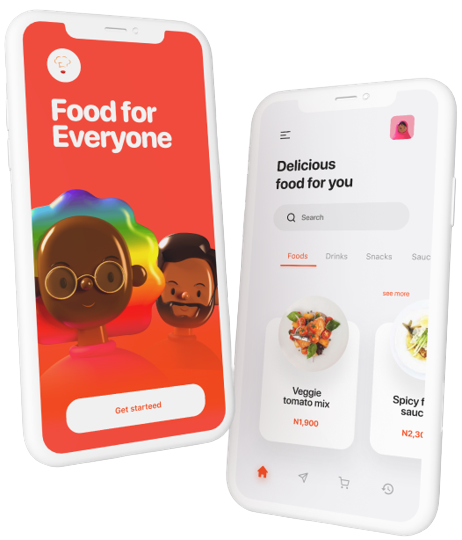 Food for
Everyone
Get starteed
Delicious
food for you
Search
Foods
Drinks
Snacks
Sauc
see more
Veggie
tomato mix
N1,900
Spicy f
sauc
N2,30